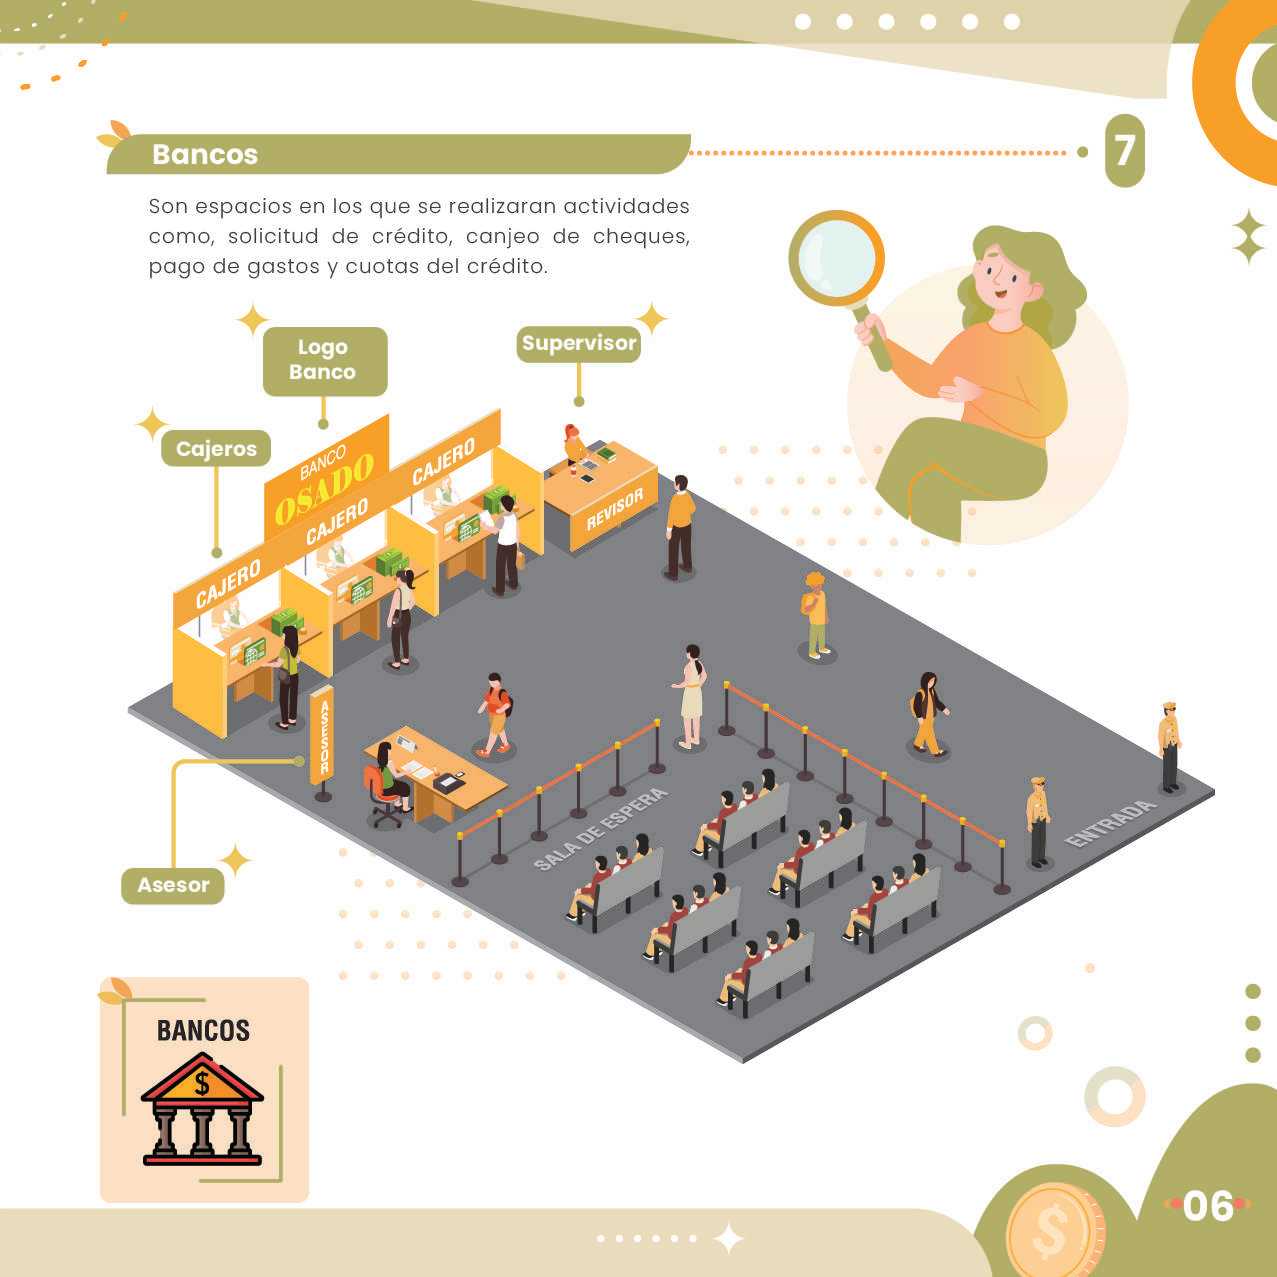 Bancos
7
Son espacios en los que se realizaran actividades
como, solicitud de crédito, canjeo de cheques,
pago de gastos y cuotas del crédito.
Logo
Banco
Supervisor
Cajeros
BANCO
OSADO
CAJERO
CAJERO
CAJERO
REVISOR
ASESOR
SALA DE ESPERA
ENTRADA
Asesor
BANCOS
$
06
$